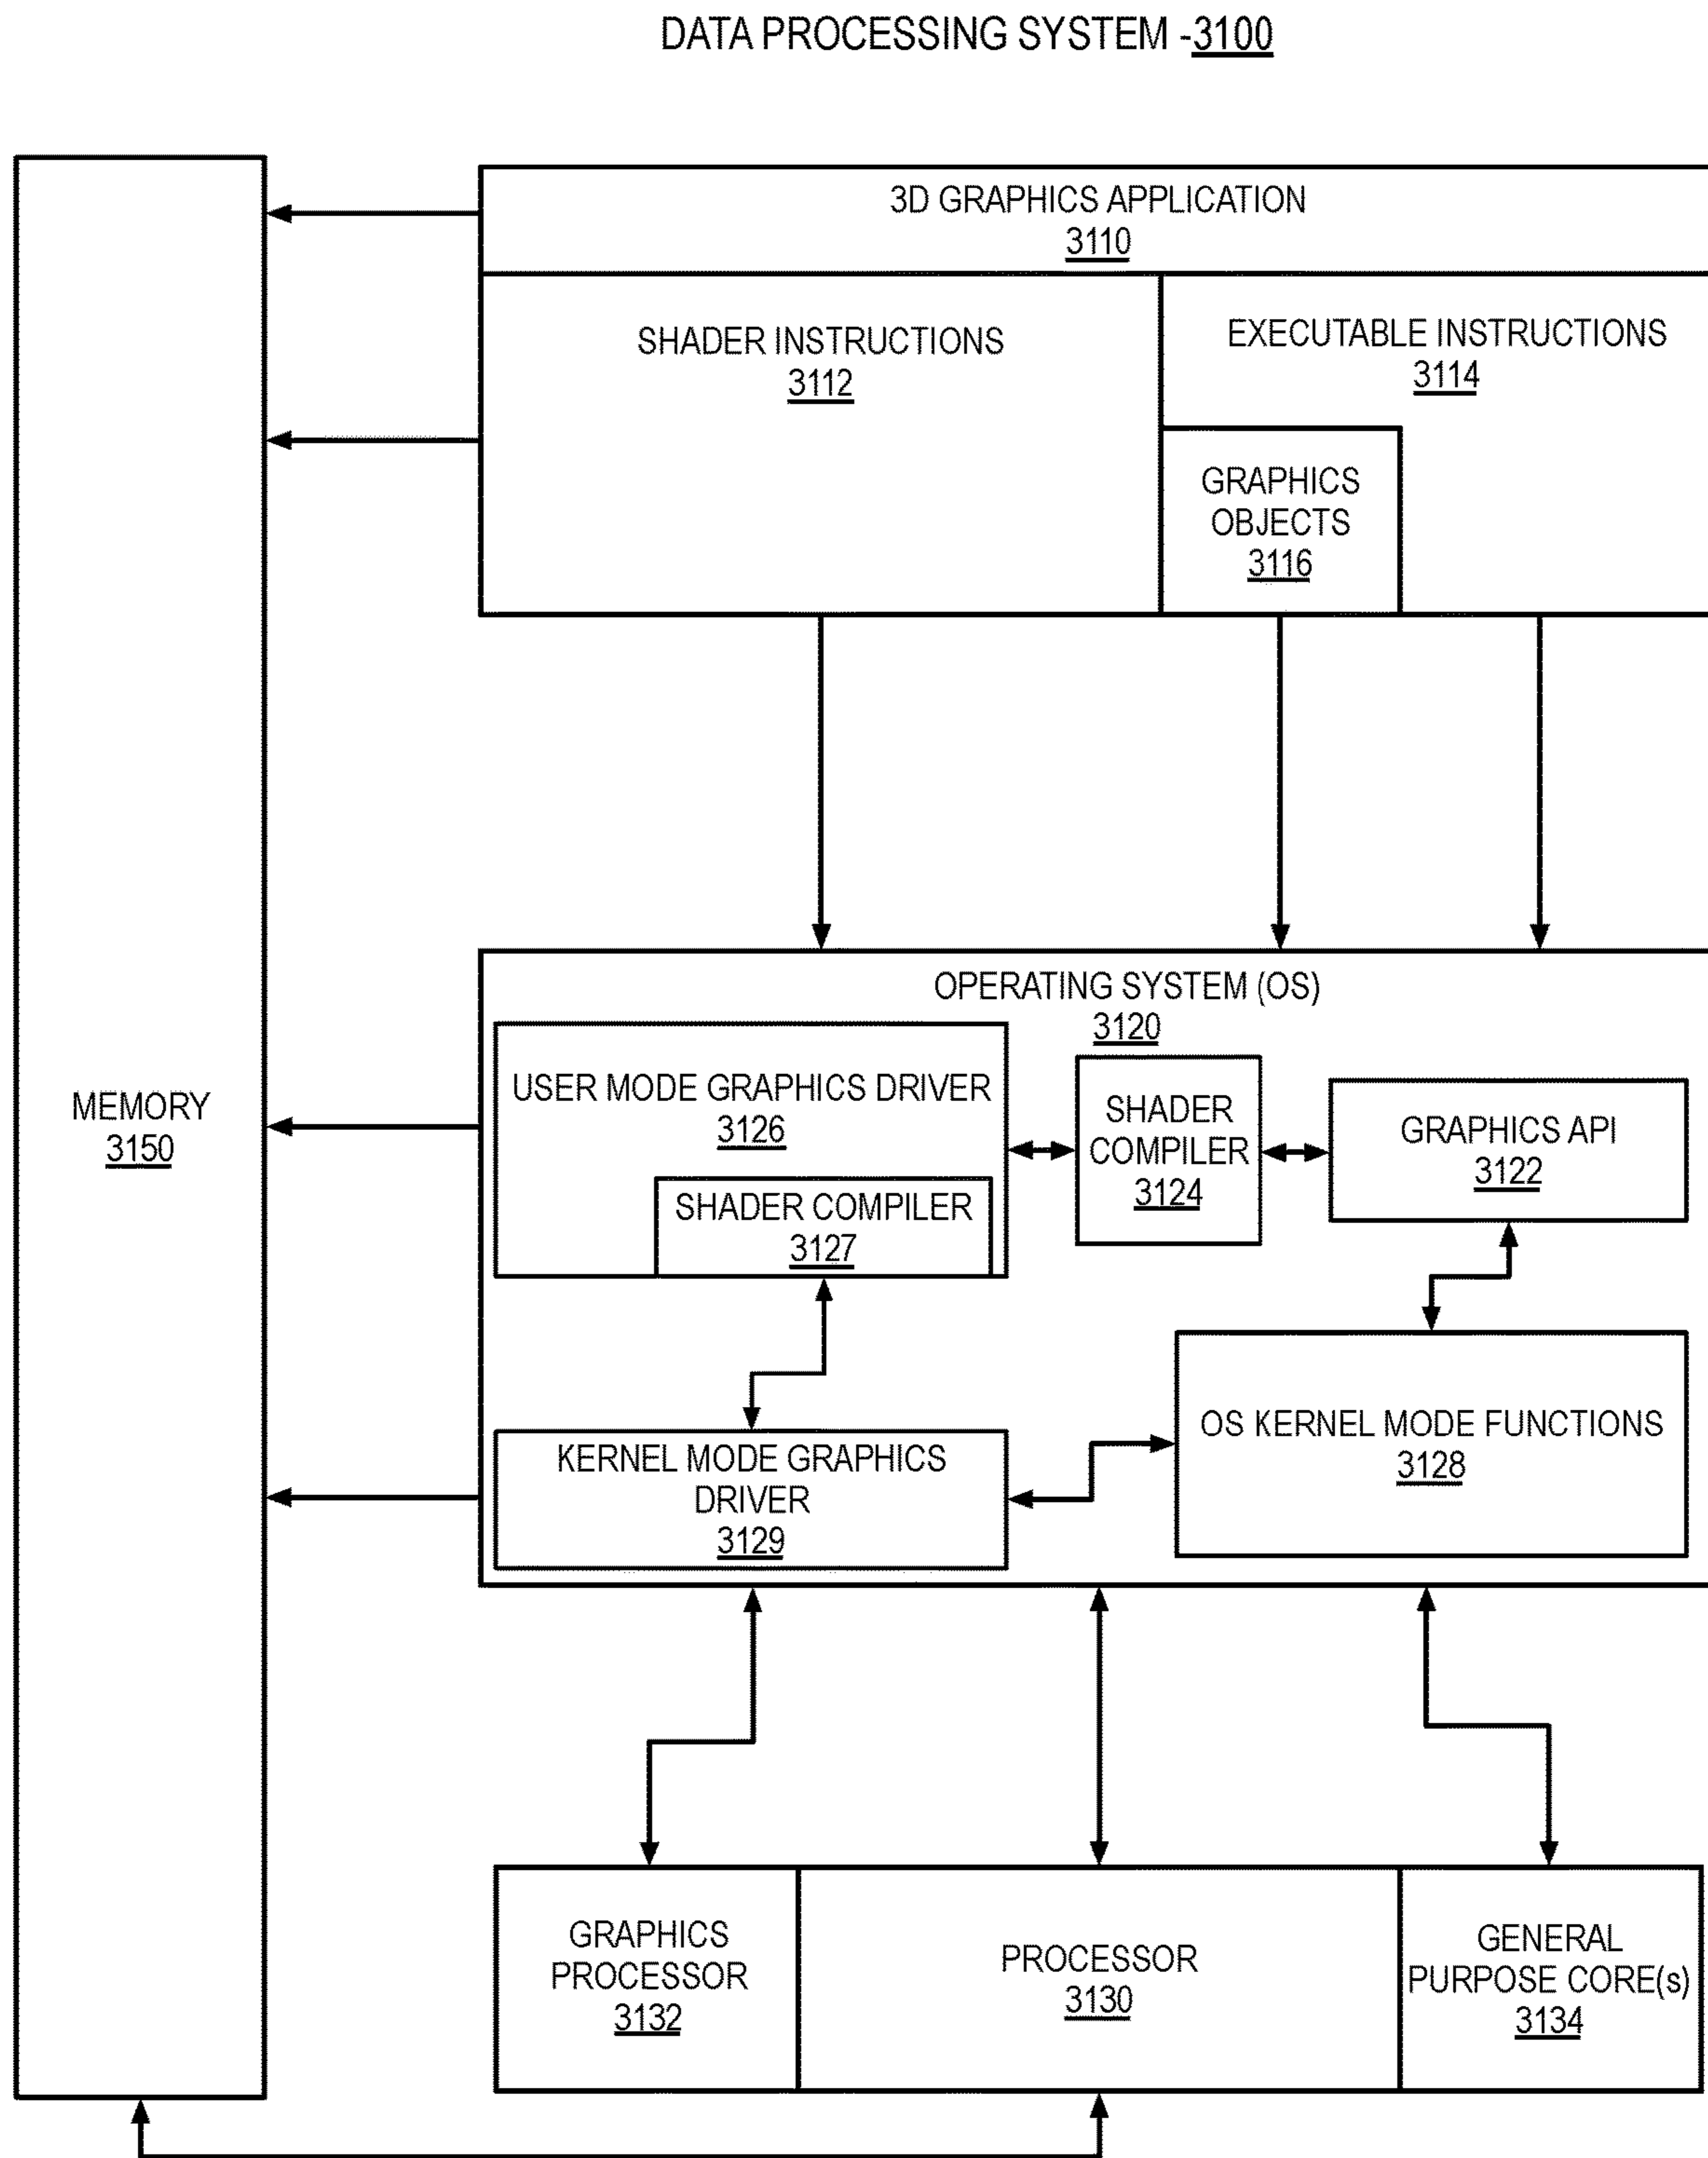 DATA PROCESSING SYSTEM -3100
3D GRAPHICS APPLICATION
3110
SHADER INSTRUCTIONS
3112
EXECUTABLE INSTRUCTIONS
3114
GRAPHICS
OBJECTS
3116
MEMORY
3150
OPERATING SYSTEM (OS)
3120
USER MODE GRAPHICS DRIVER
3126
SHADER COMPILER
3127
SHADER
COMPILER
3124
GRAPHICS API
3122
KERNEL MODE GRAPHICS
DRIVER
3129
OS KERNEL MODE FUNCTIONS
3128
GRAPHICS
PROCESSOR
3132
PROCESSOR
3130
GENERAL
PURPOSE CORE(s)
3134